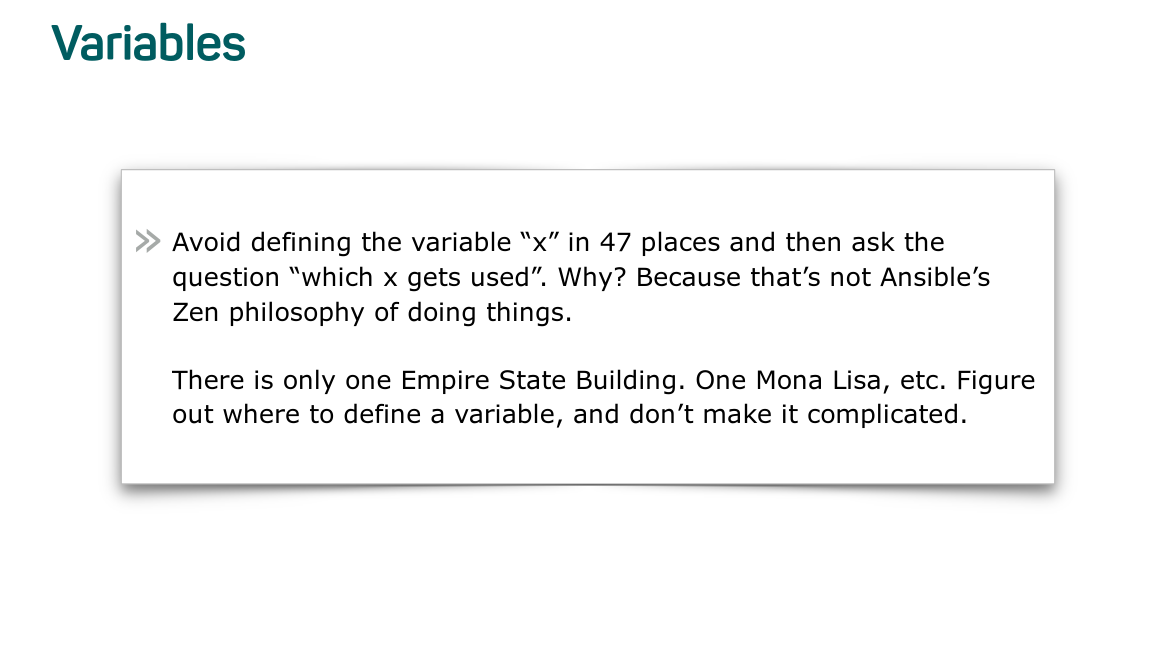 Variables
» Avoid defining the variable “x” in 47 places and then ask the
question “which x gets used”. Why? Because that’s not Ansible’s
Zen philosophy of doing things.
There is only one Empire State Building. One Mona Lisa, etc. Figure
out where to define a variable, and don’t make it complicated.